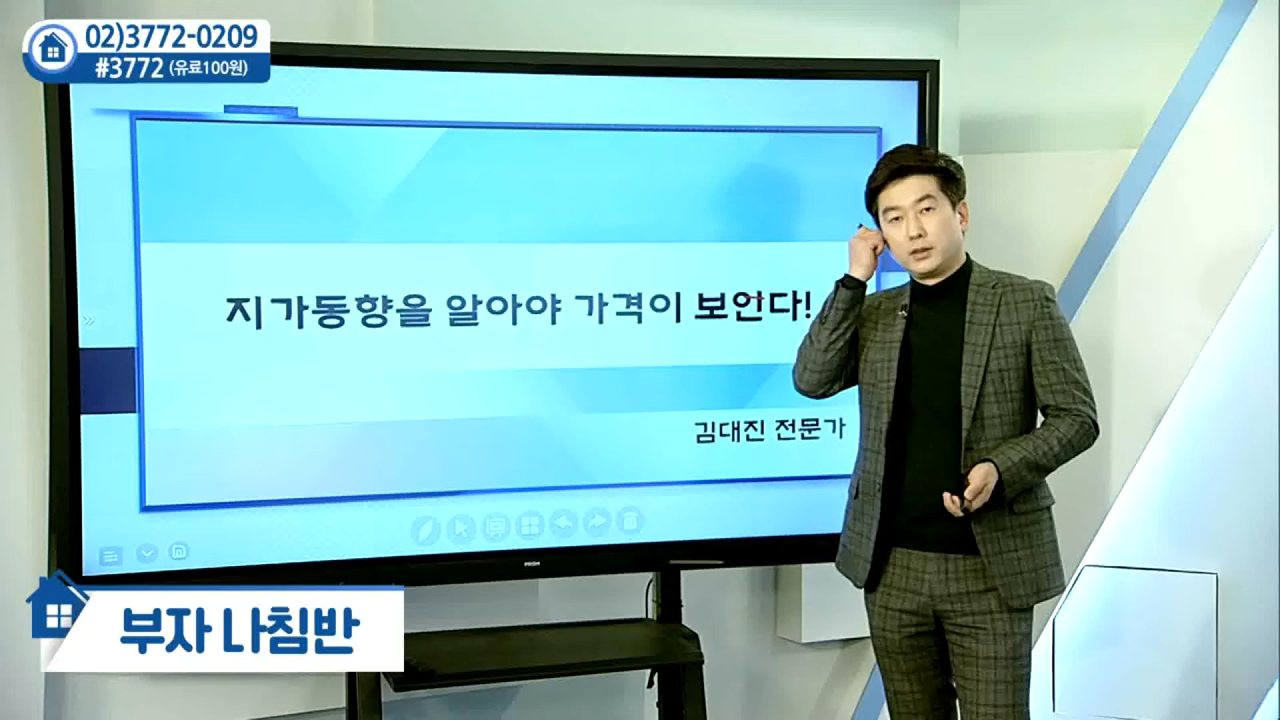 02)3772-0209
#3772 (유료100원)
지가동향을 알아야 가격이 보인다!
김대진 전문가
PRISM
부자 나침반